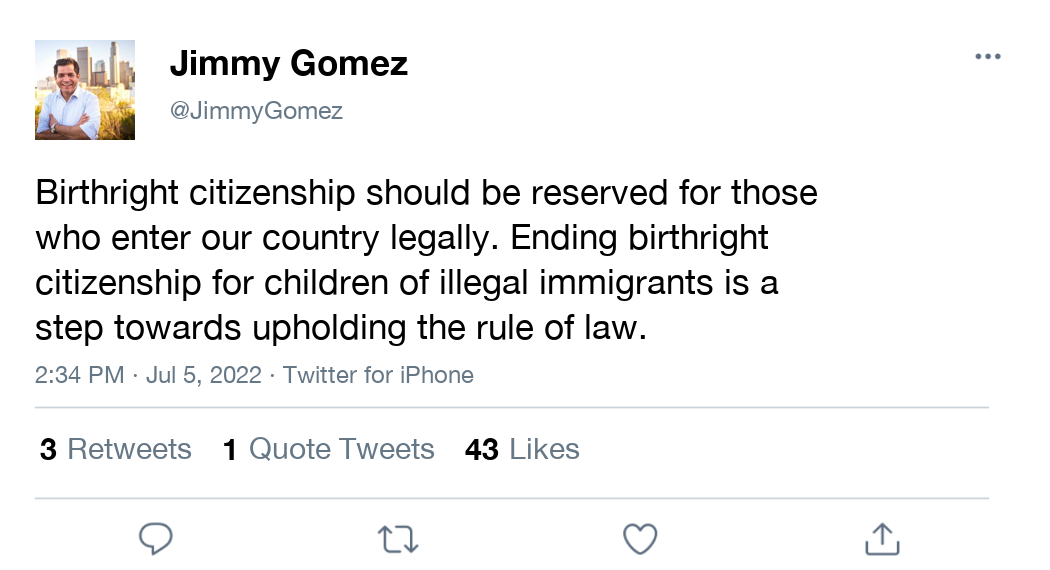 Jimmy Gomez
@JimmyGomez
Birthright citizenship should be reserved for those
who enter our country legally. Ending birthright
citizenship for children of illegal immigrants is a
step towards upholding the rule of law.
2:34 PM · Jul 5, 2022 · Twitter for iPhone
3 Retweets 1 Quote Tweets 43 Likes